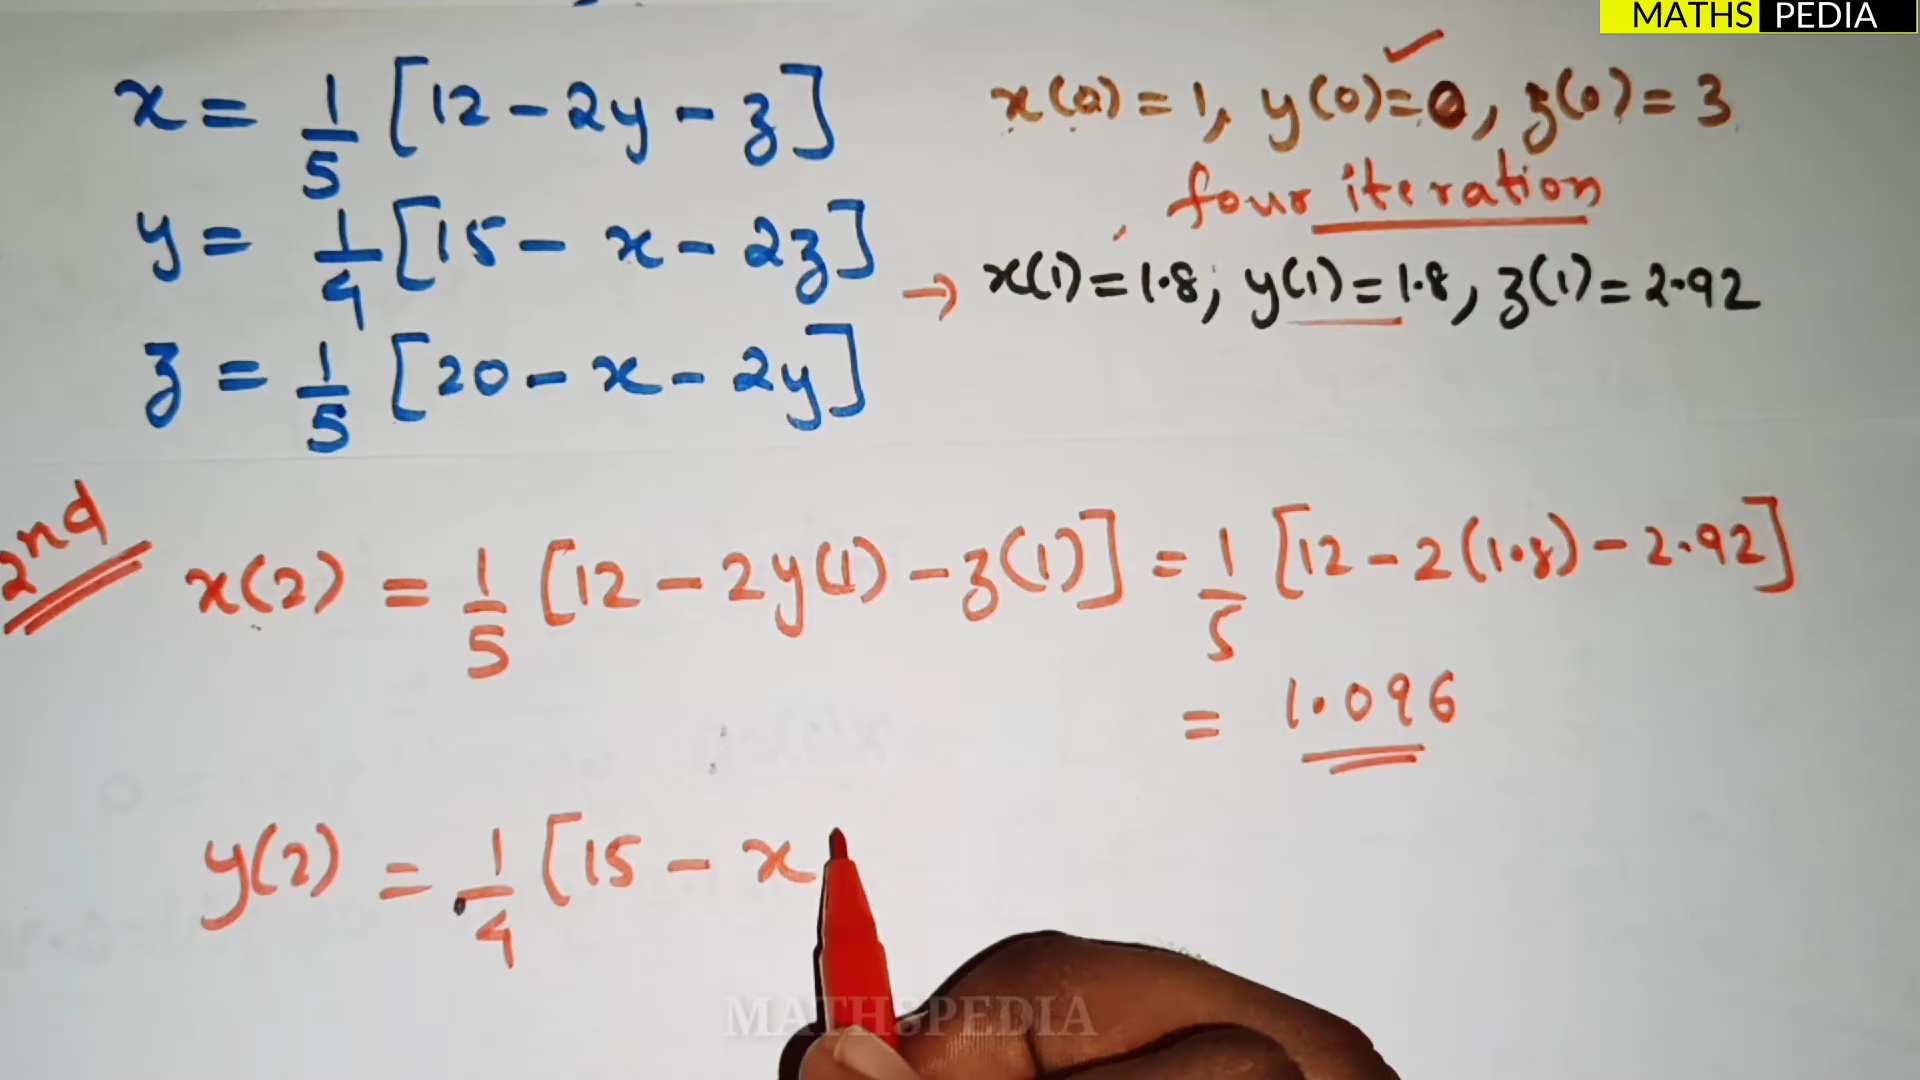 MATHS PEDIA
x = 1/5 [12 - 2y - z]
x(0) = 1, y(0) = 0, z(0) = 3
four iteration
y = 1/4 [15 - x - 2z]
→ x(1) = 1.8; y(1) = 1.8, z(1) = 2.92
z = 1/5 [20 - x - 2y]
2nd
x(2) = 1/5 [12 - 2y(1) - z(1)] = 1/5 [12 - 2(1.8) - 2.92]
= 1.096
y(2) = 1/4 [15 - x
MATHSPEDIA